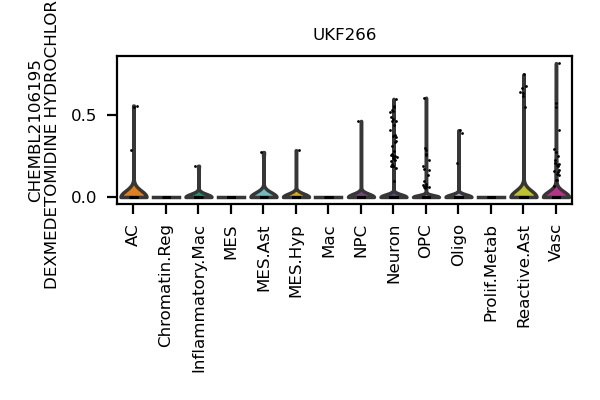 UKF266
CHEMBL2106195
DEXMEDETOMIDINE HYDROCHLOR
0.5
0.0
AC
Chromatin.Reg
Inflammatory.Mac
MES
MES.Ast
MES.Hyp
Mac
NPC
Neuron
OPC
Oligo
Prolif.Metab
Reactive.Ast
Vasc